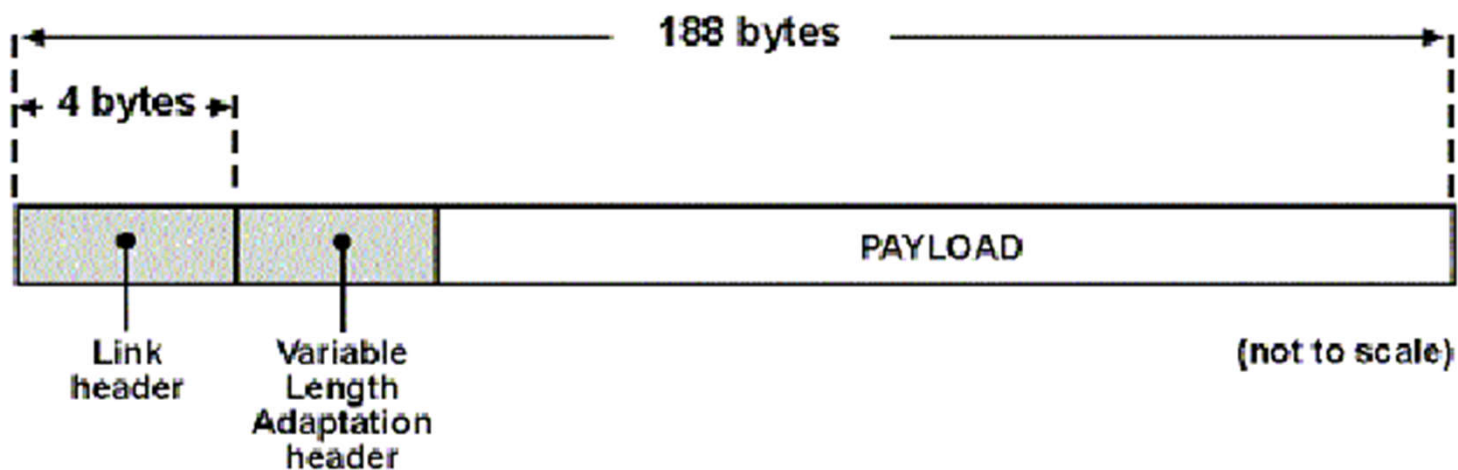 188 bytes
4 bytes
PAYLOAD
Link
header
Variable
Length
Adaptation
header
(not to scale)